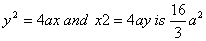 y² = 4ax and x2 = 4ay is 16/3 a²